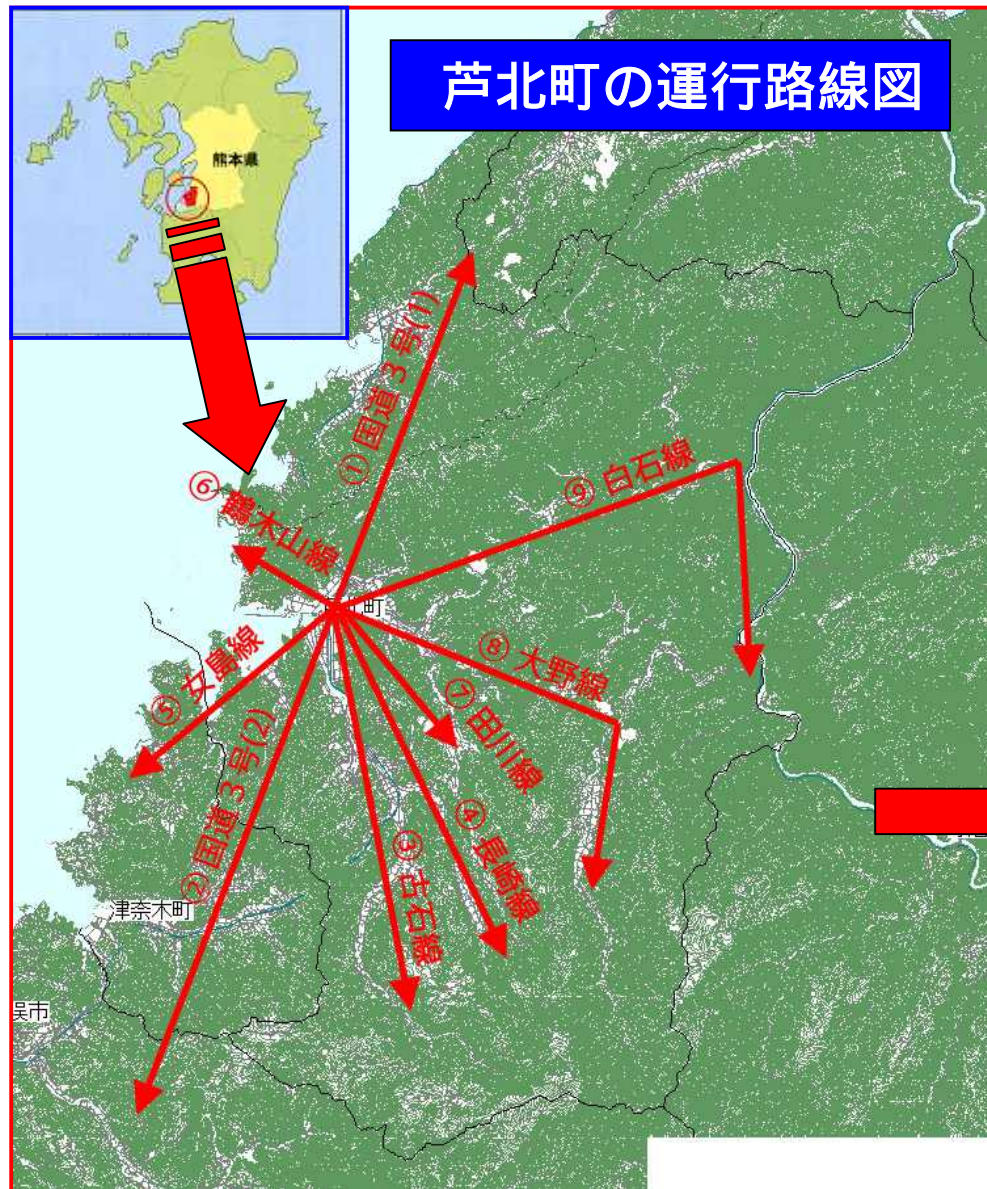 芦北町の運行路線図
熊本県
① 国道3号(1)
⑥ 鶴木山線
⑨ 白石線
町
⑧ 大野線
⑤ 女島線
⑦ 田川線
② 国道3号(2)
④ 長崎線
③ 古石線
津奈木町
俣市